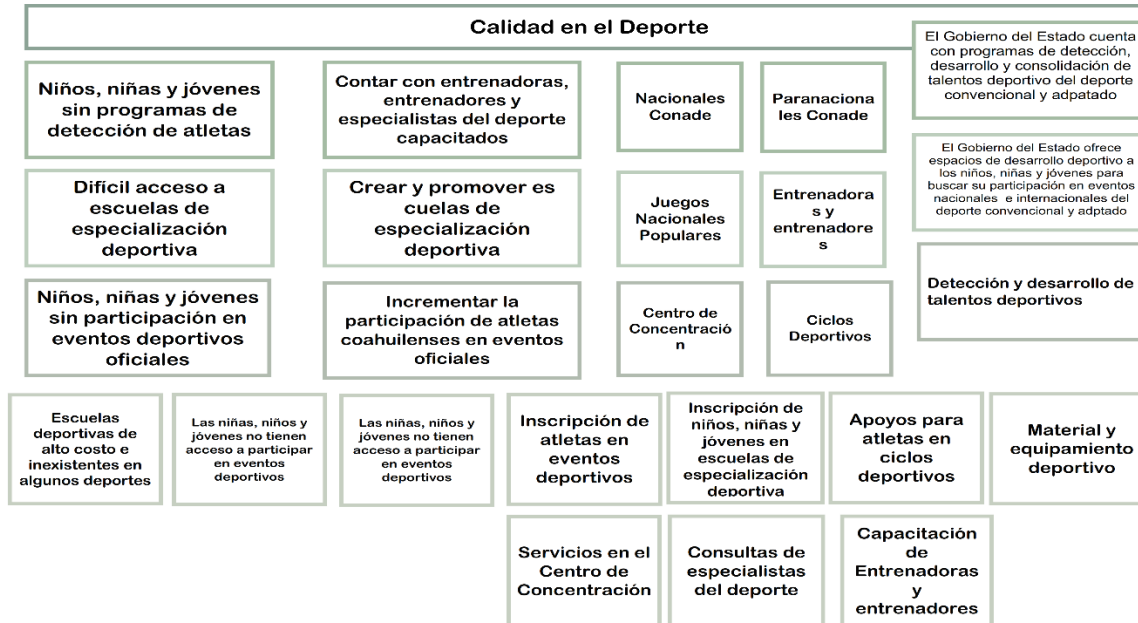 Calidad en el Deporte
El Gobierno del Estado cuenta
con programas de detección,
desarrollo y consolidación de
talentos deportivo del deporte
convencional y adpatado
Niños, niñas y jóvenes
sin programas de
detección de atletas
Contar con entrenadoras,
entrenadores y
especialistas del deporte
capacitados
Nacionales
Conade
Paranaciona
les Conade
El Gobierno del Estado ofrece
espacios de desarrollo deportivo a
los niños, niñas y jóvenes para
buscar su participación en eventos
nacionales e internacionales del
deporte convencional y adptado
Difícil acceso a
escuelas de
especialización
deportiva
Crear y promover es
cuelas de
especialización
deportiva
Juegos
Nacionales
Populares
Entrenadora
s y
entrenadore
s
Detección y desarrollo de
talentos deportivos
Niños, niñas y jóvenes
sin participación en
eventos deportivos
oficiales
Incrementar la
participación de atletas
coahuilenses en eventos
oficiales
Centro de
Concentració
n
Ciclos
Deportivos
Escuelas
deportivas de
alto costo e
inexistentes en
algunos deportes
Las niñas, niños y
jóvenes no tienen
acceso a participar
en eventos
deportivos
Las niñas, niños y
jóvenes no tienen
acceso a participar
en eventos
deportivos
Inscripción de
atletas en
eventos
deportivos
Inscripción de
niños, niñas y
jóvenes en
escuelas de
especialización
deportiva
Apoyos para
atletas en
ciclos
deportivos
Material y
equipamiento
deportivo
Servicios en el
Centro de
Concentración
Consultas de
especialistas
del deporte
Capacitación
de
Entrenadoras
y
entrenadores